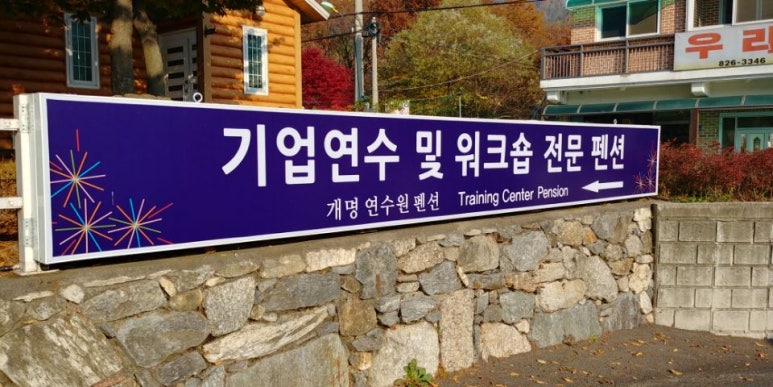 기업연수 및 워크숍 전문 펜션
개명 연수원 펜션 Training Center Pension
우리
826-3346